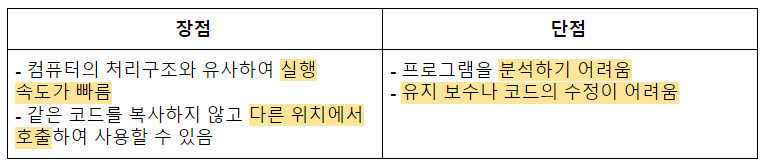 장점
단점
- 컴퓨터의 처리구조와 유사하여 실행
속도가 빠름
- 같은 코드를 복사하지 않고 다른 위치에서
호출하여 사용할 수 있음
- 프로그램을 분석하기 어려움
- 유지 보수나 코드의 수정이 어려움